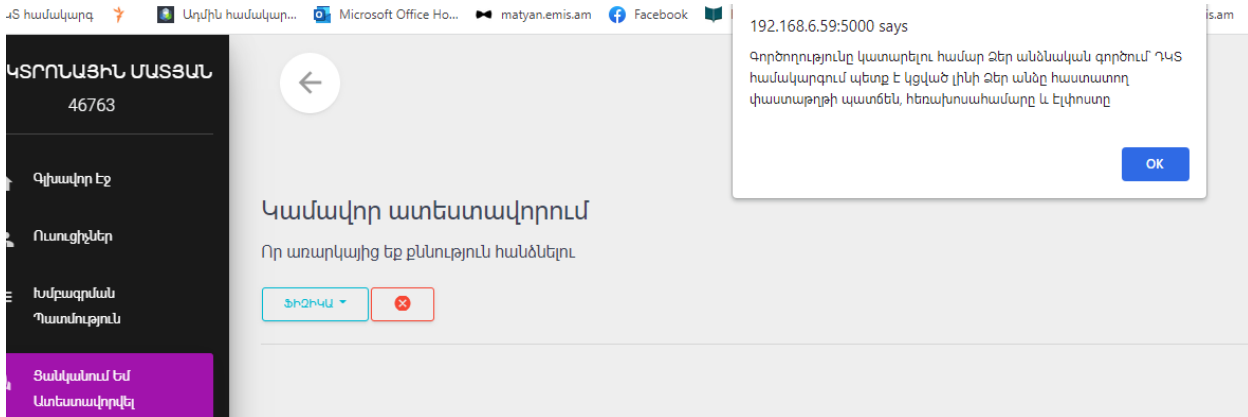 ԿՏ համակարգ
Ադմին համակար...
Microsoft Office Ho...
matyan.emis.am
Facebook
is.am
192.168.6.59:5000 says
Գործողությունը կատարելու համար Ձեր անձնական գործում ԴԿՏ
համակարգում պետք է կցված լինի Ձեր անձը հաստատող
փաստաթղթի պատճեն, հեռախոսահամարը և էլփոստը
OK
ԿՏՐՈՆԱՅԻՆ ՄԱՏՅԱՆ
46763
Գլխավոր Էջ
Ուսուցիչներ
Խմբագրման
Պատմություն
Ցանկանում Եմ
Ատեստավորվել
Կամավոր ատեստավորում
Որ առարկայից եք քննություն հանձնելու
ՖԻԶԻԿԱ